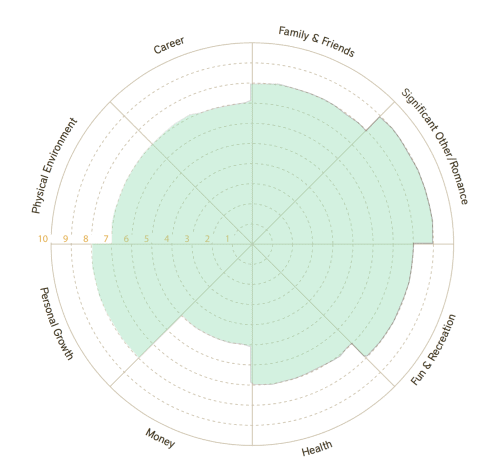 Family & Friends
Career
Significant Other/Romance
Physical Environment
10 9 8 7 6 5 4 3 2 1
Personal Growth
Fun & Recreation
Money
Health